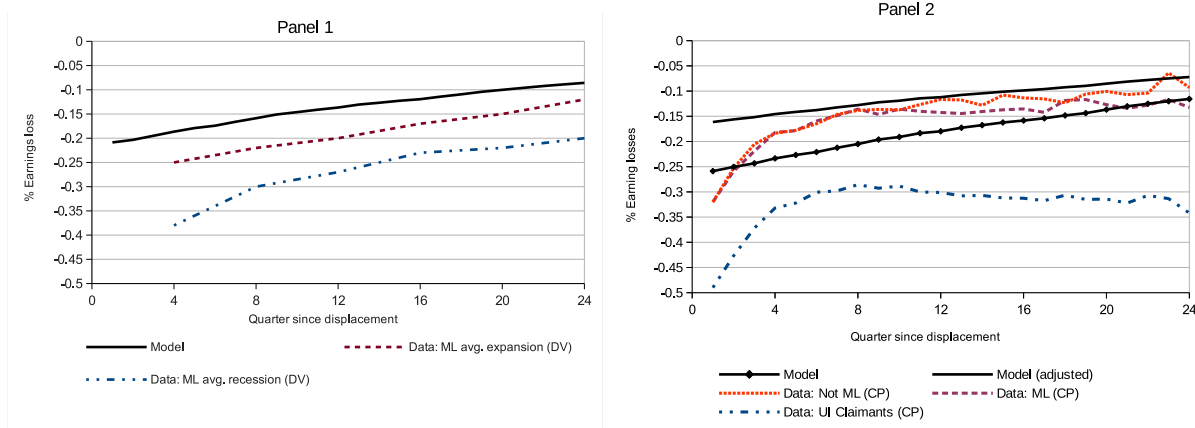 Panel 1
0
-0.05
-0.1
-0.15
-0.2
-0.25
-0.3
-0.35
-0.4
-0.45
-0.5
% Earnings loss
0 4 8 12 16 20 24
Quarter since displacement
Model
Data: ML avg. expansion (DV)
Data: ML avg. recession (DV)
Panel 2
0
-0.05
-0.1
-0.15
-0.2
-0.25
-0.3
-0.35
-0.4
-0.45
-0.5
% Earning losses
0 4 8 12 16 20 24
Quarter since displacement
Model
Model (adjusted)
Data: Not ML (CP)
Data: ML (CP)
Data: UI Claimants (CP)